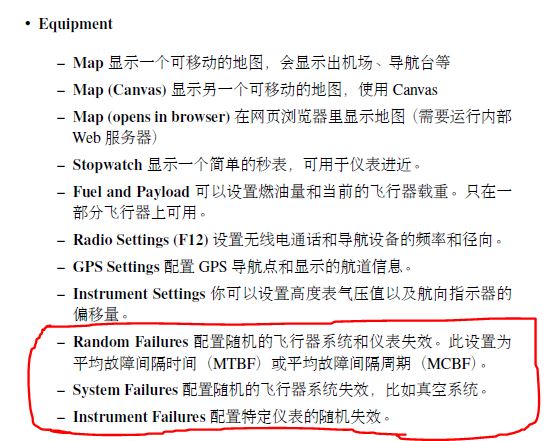 • Equipment
– Map 显示一个可移动的地图，会显示出机场、导航台等
– Map (Canvas) 显示另一个可移动的地图，使用 Canvas
– Map (opens in browser) 在网页浏览器里显示地图（需要运行内部
Web 服务器）
– Stopwatch 显示一个简单的秒表，可用于仪表进近。
– Fuel and Payload 可以设置燃油量和当前的飞行器载重。只在一
部分飞行器上可用。
– Radio Settings (F12) 设置无线电通话和导航设备的频率和径向。
– GPS Settings 配置 GPS 导航点和显示的航道信息。
– Instrument Settings 你可以设置高度表气压值以及航向指示器的
偏移量。
– Random Failures 配置随机的飞行器系统和仪表失效。此设置为
平均故障间隔时间（MTBF）或平均故障间隔周期（MCBF）。
– System Failures 配置随机的飞行器系统失效，比如真空系统。
– Instrument Failures 配置特定仪表的随机失效。